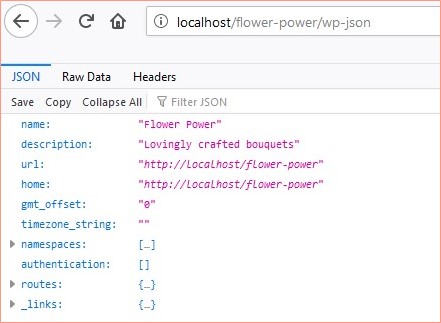 localhost/flower-power/wp-json
JSON Raw Data Headers
Save Copy Collapse All Filter JSON
name: "Flower Power"
description: "Lovingly crafted bouquets"
url: "http://localhost/flower-power"
home: "http://localhost/flower-power"
gmt_offset: "0"
timezone_string: ""
namespaces: […]
authentication: []
routes: {…}
_links: {…}